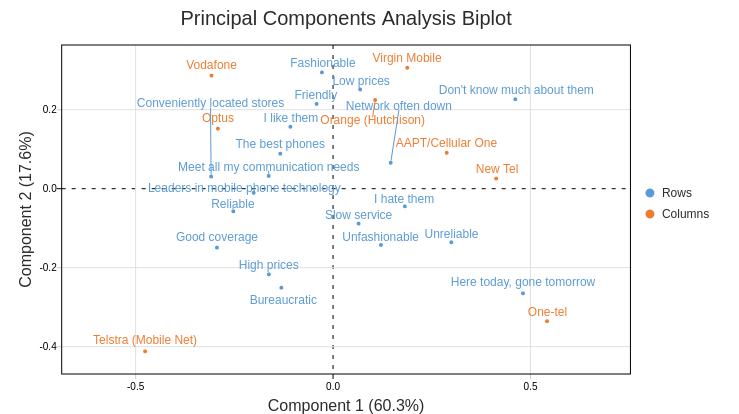 Principal Components Analysis Biplot
Component 2 (17.6%)
0.2
0.0
-0.2
-0.4
Vodafone
Fashionable
Virgin Mobile
Low prices
Don't know much about them
Friendly
Conveniently located stores
Network often down
Optus
I like them
Orange (Hutchison)
The best phones
AAPT/Cellular One
Meet all my communication needs
New Tel
Leaders in mobile phone technology
Reliable
I hate them
Slow service
Good coverage
Unfashionable
Unreliable
High prices
Here today, gone tomorrow
Bureaucratic
One-tel
Telstra (Mobile Net)
-0.5
0.0
0.5
Component 1 (60.3%)
Rows
Columns